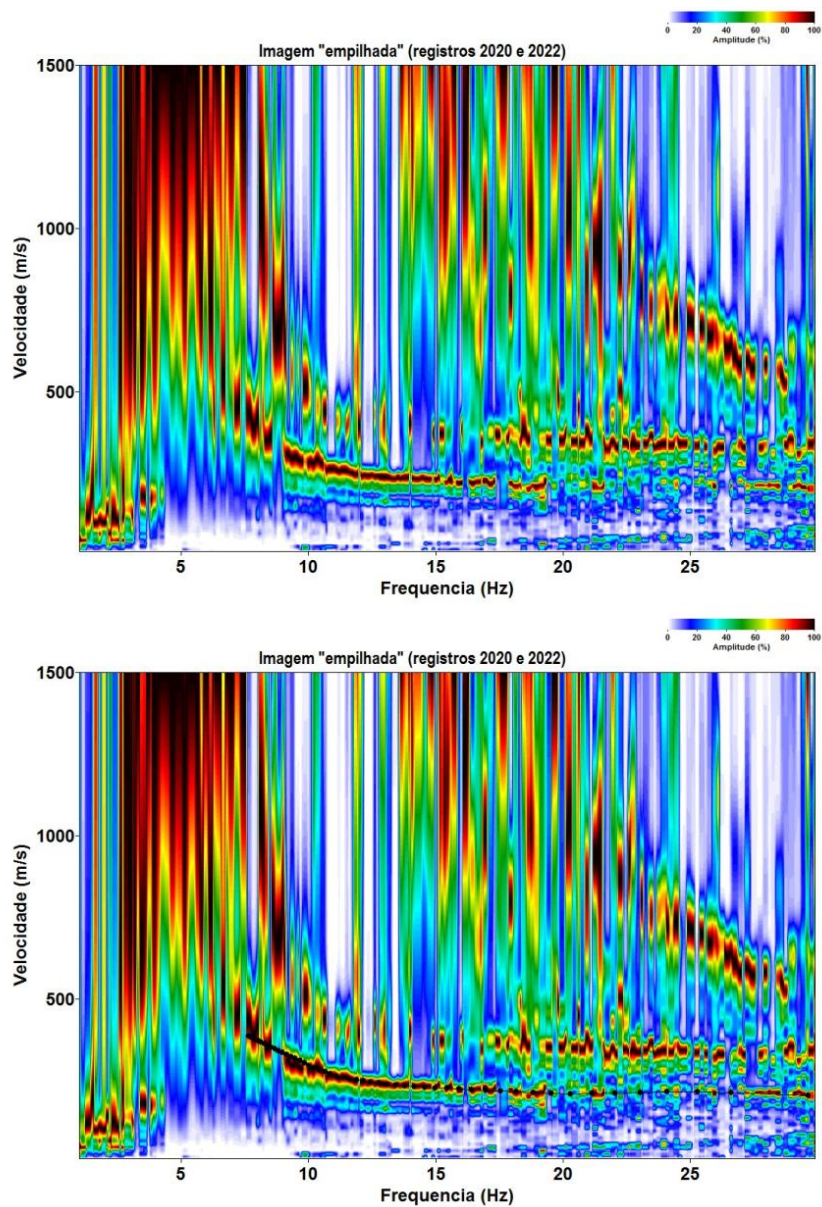 0 20 40 60 80 100
Amplitude (%)
Imagem "empilhada" (registros 2020 e 2022)
1500
1000
500
Velocidade (m/s)
5 10 15 20 25
Frequencia (Hz)
0 20 40 60 80 100
Amplitude (%)
Imagem "empilhada" (registros 2020 e 2022)
1500
1000
500
Velocidade (m/s)
5 10 15 20 25
Frequencia (Hz)